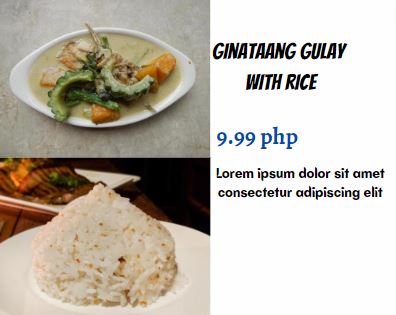 GINATAANG GULAY
WITH RICE
9.99 php
Lorem ipsum dolor sit amet
consectetur adipiscing elit